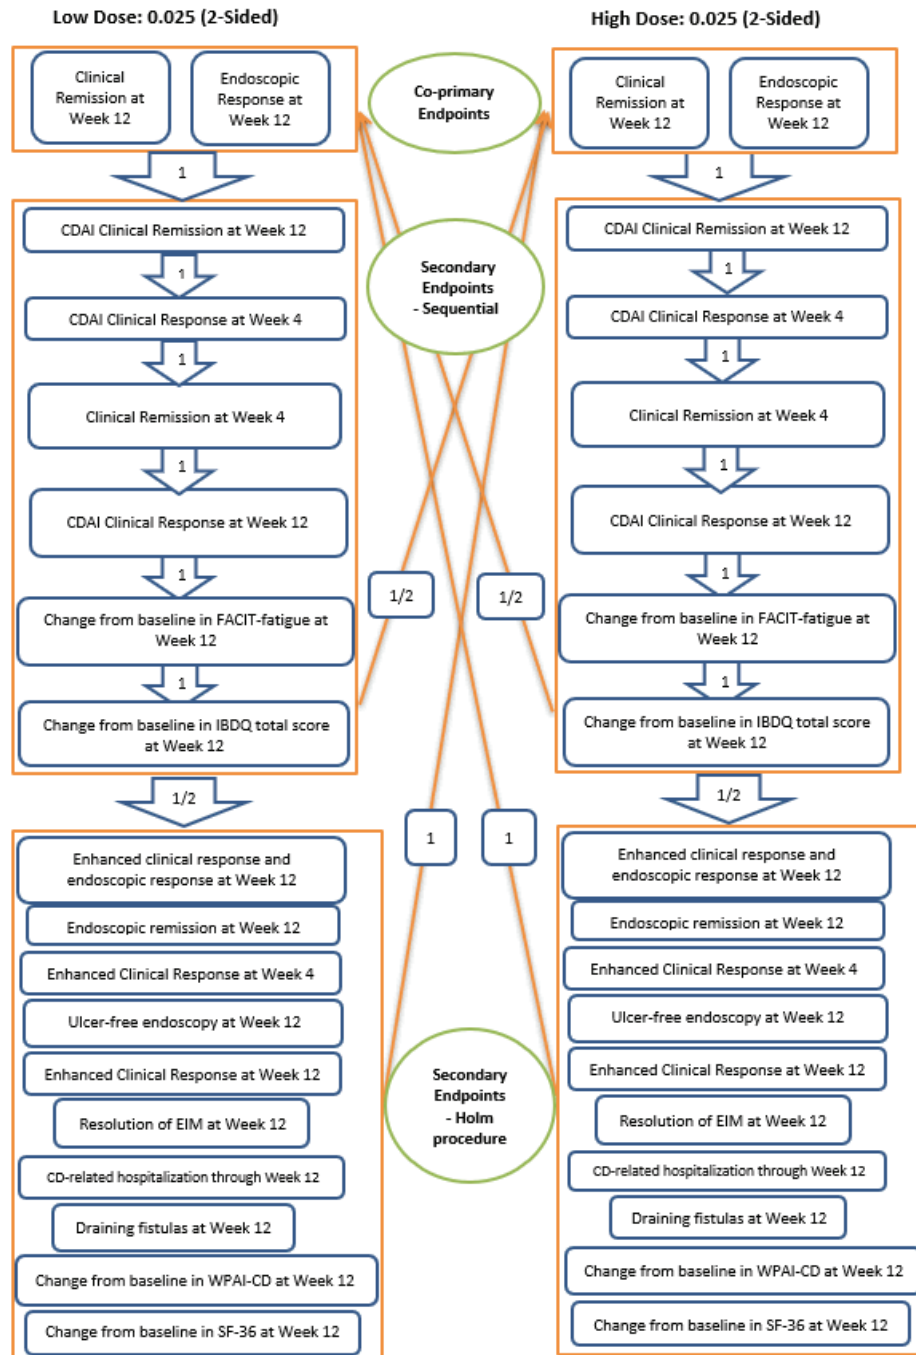 Low Dose: 0.025 (2-Sided)
High Dose: 0.025 (2-Sided)
Clinical
Remission at
Week 12
Endoscopic
Response at
Week 12
Co-primary
Endpoints
Clinical
Remission at
Week 12
Endoscopic
Response at
Week 12
1
1
CDAI Clinical Remission at Week 12
Secondary
Endpoints
- Sequential
CDAI Clinical Remission at Week 12
1
1
CDAI Clinical Response at Week 4
CDAI Clinical Response at Week 4
1
1
Clinical Remission at Week 4
Clinical Remission at Week 4
1
1
CDAI Clinical Response at Week 12
CDAI Clinical Response at Week 12
1
1
1/2
1/2
Change from baseline in FACIT-fatigue at
Week 12
Change from baseline in FACIT-fatigue at
Week 12
1
1
Change from baseline in IBDQ total score
at Week 12
Change from baseline in IBDQ total score
at Week 12
1/2
1/2
1
1
Enhanced clinical response and
endoscopic response at Week 12
Enhanced clinical response and
endoscopic response at Week 12
Endoscopic remission at Week 12
Endoscopic remission at Week 12
Enhanced Clinical Response at Week 4
Enhanced Clinical Response at Week 4
Ulcer-free endoscopy at Week 12
Ulcer-free endoscopy at Week 12
Enhanced Clinical Response at Week 12
Enhanced Clinical Response at Week 12
Secondary
Endpoints
- Holm
procedure
Resolution of EIM at Week 12
Resolution of EIM at Week 12
CD-related hospitalization through Week 12
CD-related hospitalization through Week 12
Draining fistulas at Week 12
Draining fistulas at Week 12
Change from baseline in WPAI-CD at Week 12
Change from baseline in WPAI-CD at Week 12
Change from baseline in SF-36 at Week 12
Change from baseline in SF-36 at Week 12